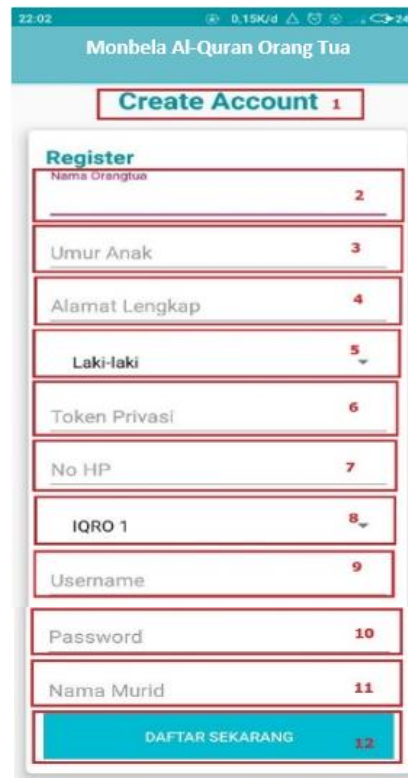 22:02 0,15K/d 24
Monbela Al-Quran Orang Tua
Create Account 1
Register
Nama Orangtua
2
Umur Anak 3
Alamat Lengkap 4
Laki-laki 5
Token Privasi 6
No HP 7
IQRO 1 8
Username 9
Password 10
Nama Murid 11
DAFTAR SEKARANG 12